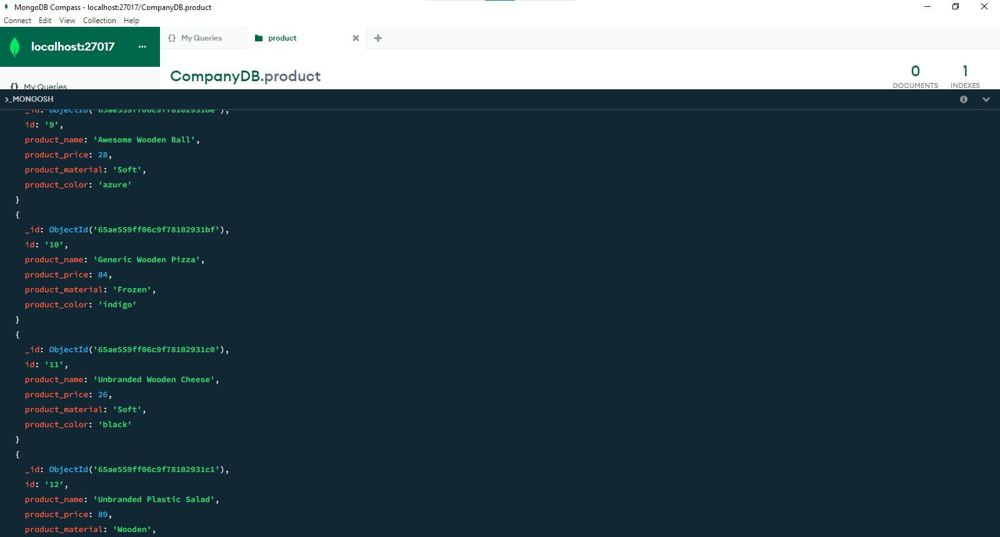 MongoDB Compass - localhost:27017/CompanyDB.product
Connect Edit View Collection Help
localhost:27017 ...
{} My Queries
product
{} My Queries
CompanyDB.product
0
DOCUMENTS
1
INDEXES
>_MONGOSH
_id: ObjectId('65ae559ff06c9f78102931be'),
id: '9',
product_name: 'Awesome Wooden Ball',
product_price: 28,
product_material: 'Soft',
product_color: 'azure'
}
{
_id: ObjectId('65ae559ff06c9f78102931bf'),
id: '10',
product_name: 'Generic Wooden Pizza',
product_price: 84,
product_material: 'Frozen',
product_color: 'indigo'
}
{
_id: ObjectId('65ae559ff06c9f78102931c0'),
id: '11',
product_name: 'Unbranded Wooden Cheese',
product_price: 26,
product_material: 'Soft',
product_color: 'black'
}
{
_id: ObjectId('65ae559ff06c9f78102931c1'),
id: '12',
product_name: 'Unbranded Plastic Salad',
product_price: 89,
product_material: 'Wooden',